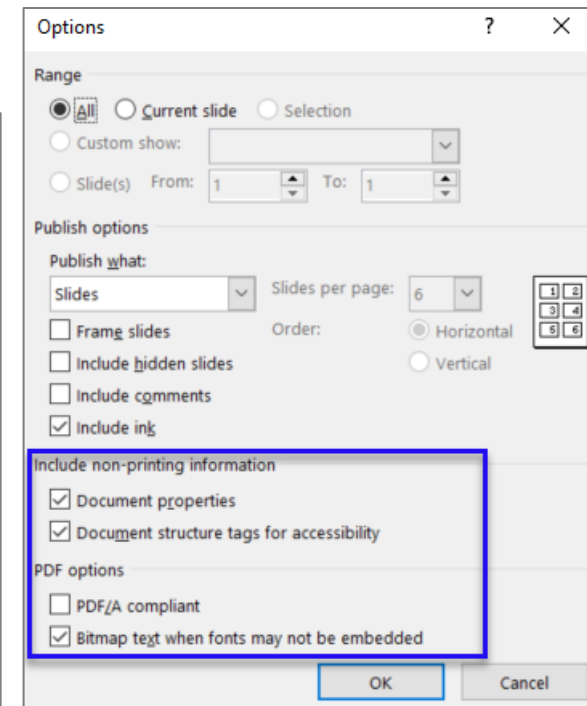 Options ?
Range
All Current slide Selection
Custom show:
Slide(s) From: 1 To: 1
Publish options
Publish what:
Slides Slides per page: 6
Frame slides Order: Horizontal
Include hidden slides Vertical
Include comments
Include ink
1 2
3 4
5 6
Include non-printing information
Document properties
Document structure tags for accessibility
PDF options
PDF/A compliant
Bitmap text when fonts may not be embedded
OK Cancel